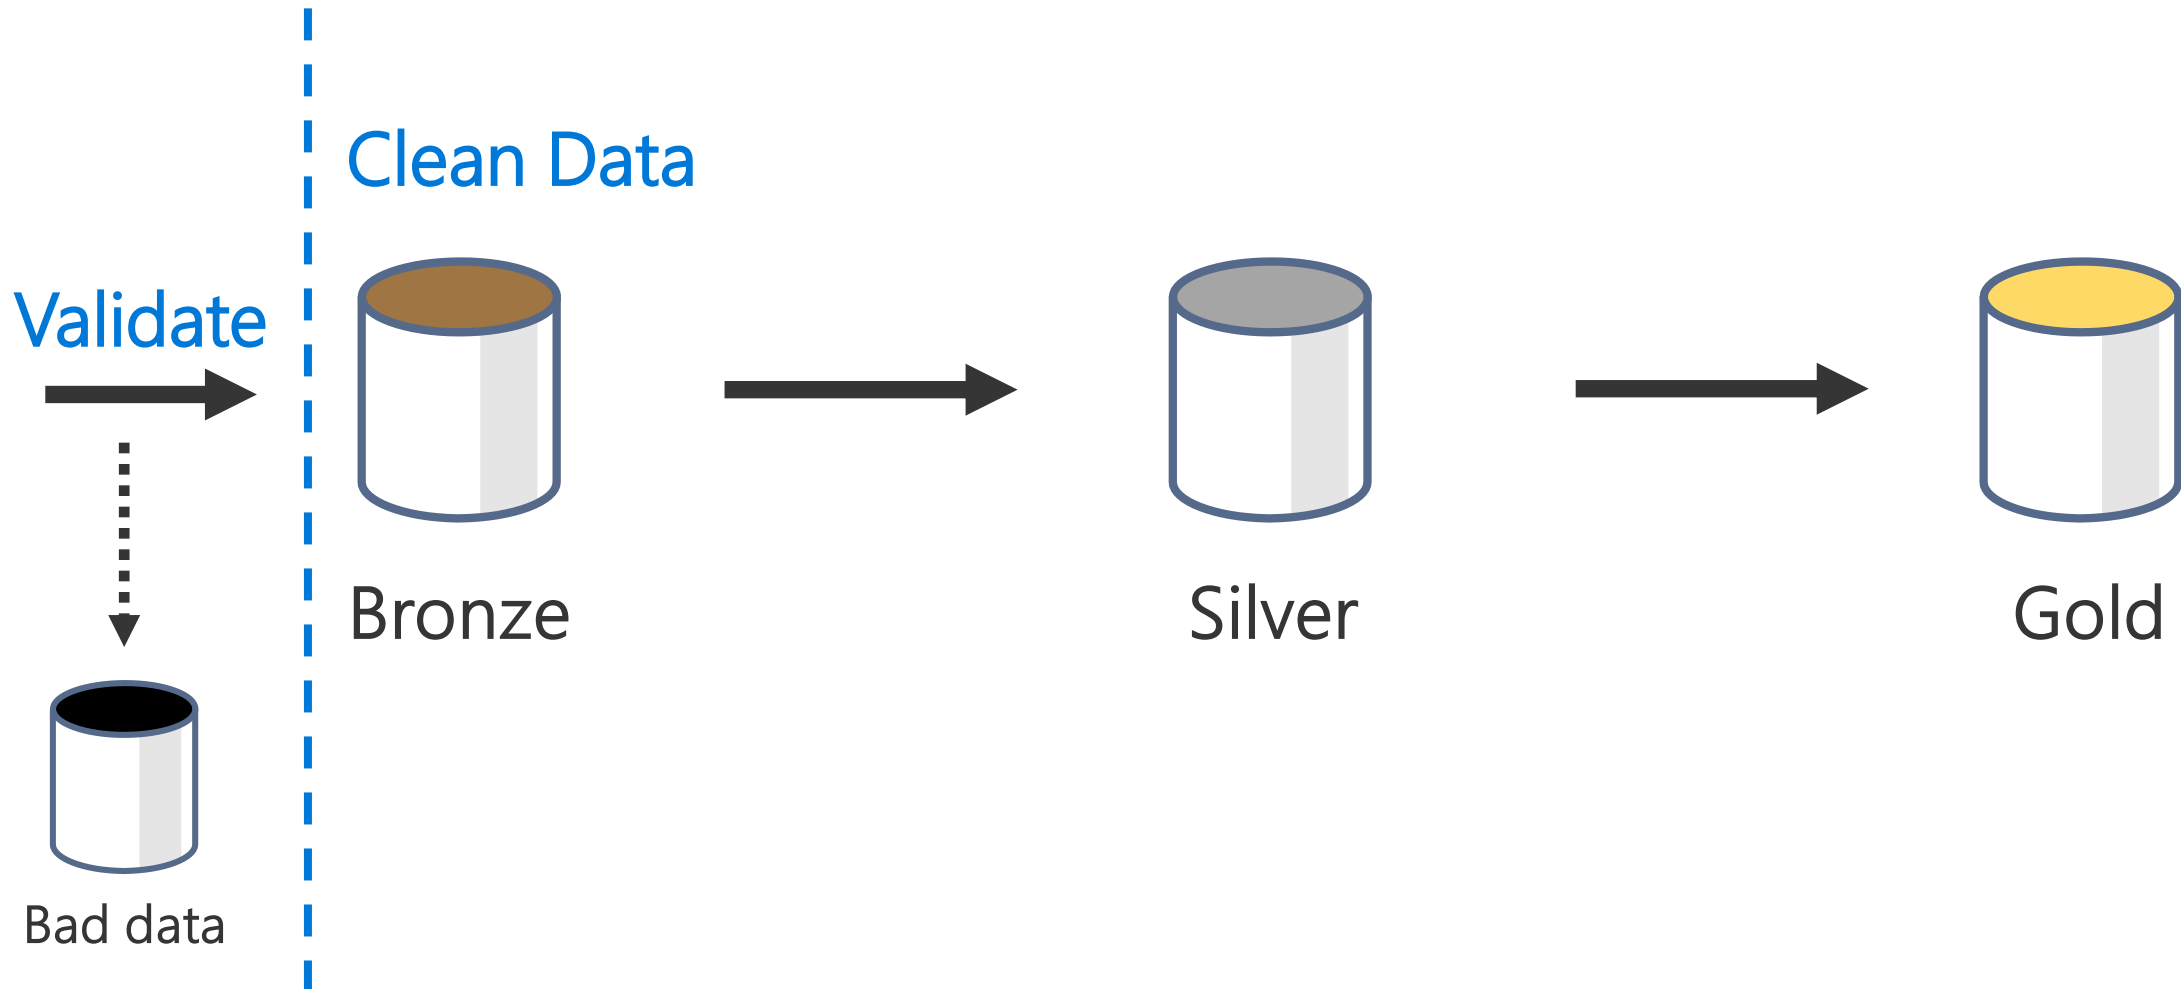 Clean Data
Validate
Bronze
Silver
Gold
Bad data